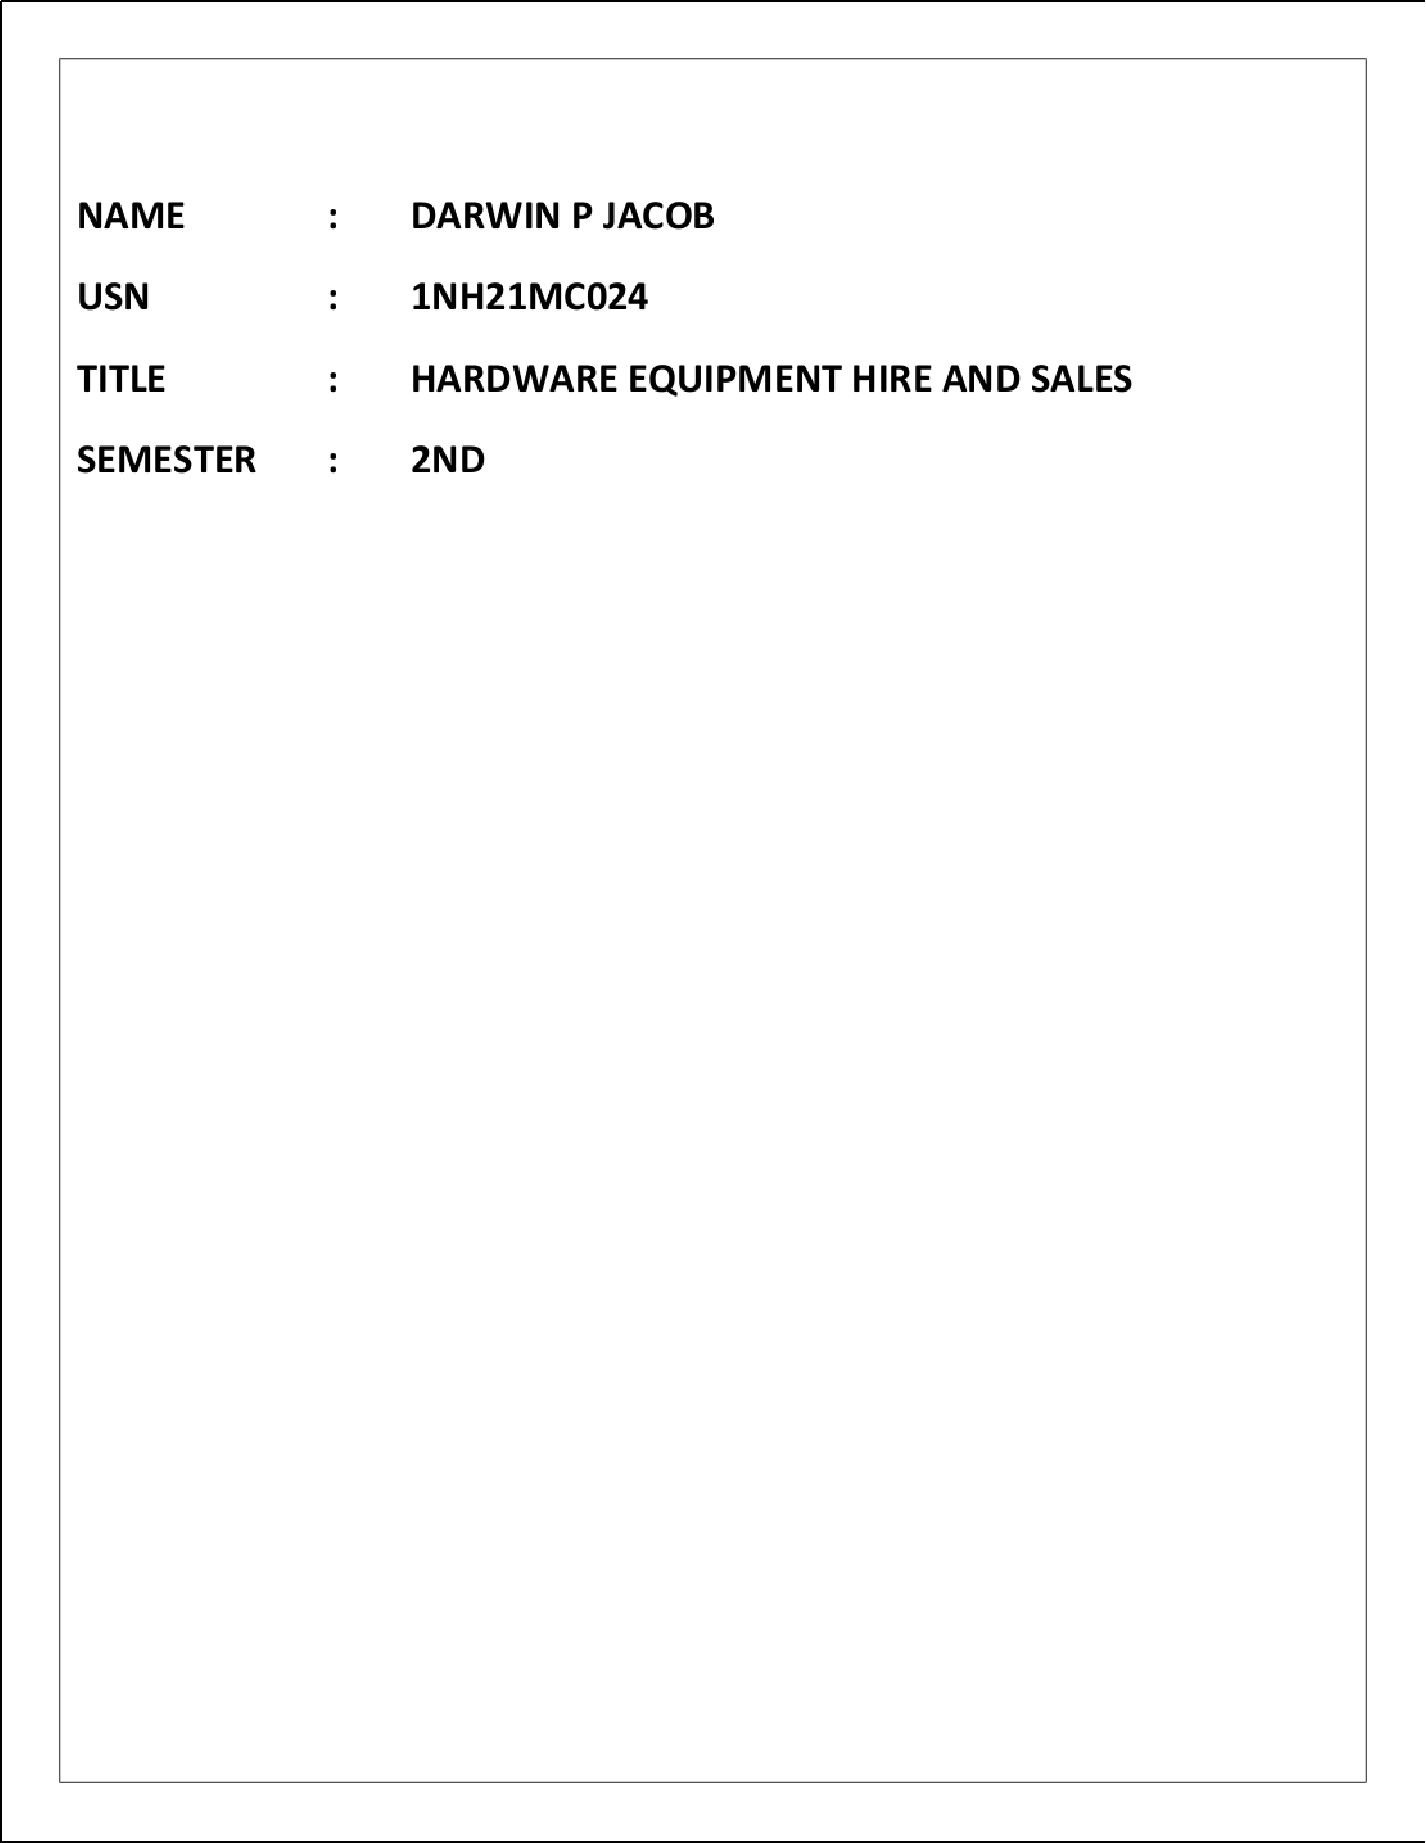 NAME : DARWIN P JACOB
USN : 1NH21MC024
TITLE : HARDWARE EQUIPMENT HIRE AND SALES
SEMESTER : 2ND